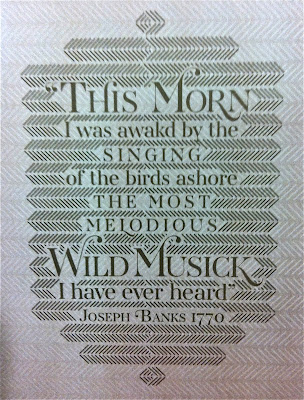 “THIS MORN
I was awakd by the
SINGING
of the birds ashore
THE MOST
MELODIOUS
WILD MUSICK
I have ever heard”
JOSEPH BANKS 1770